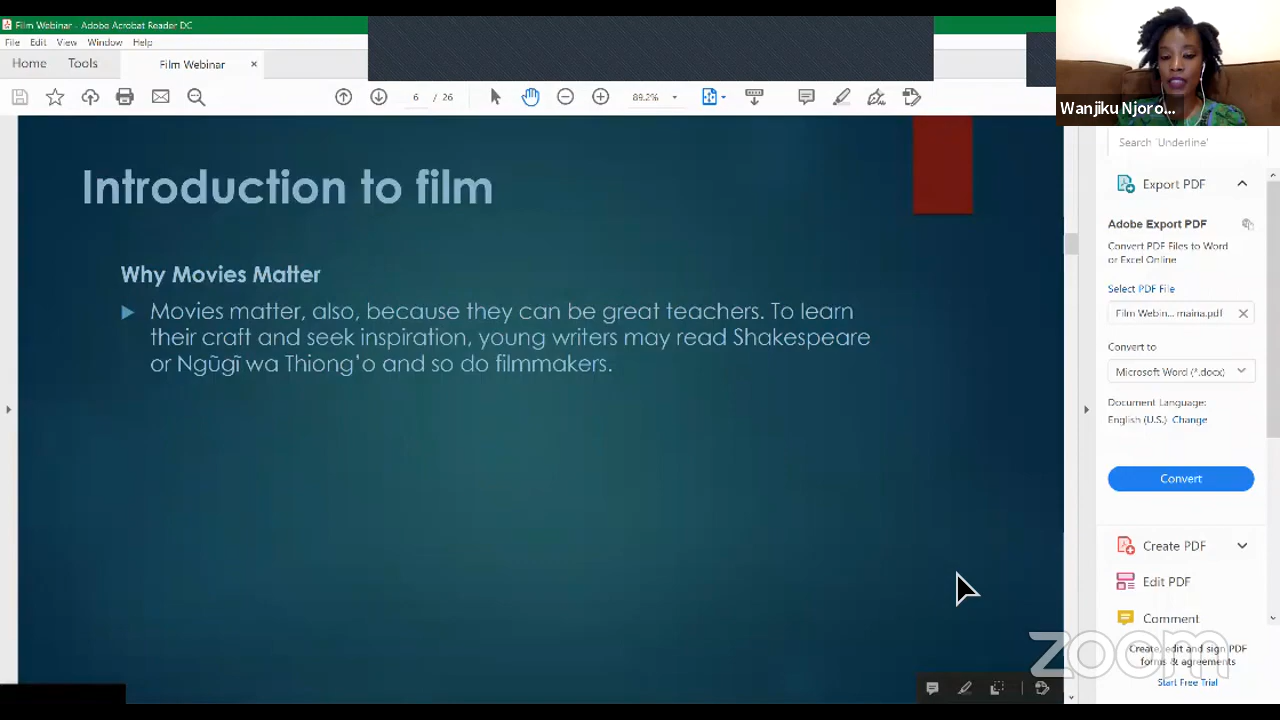 Film Webinar - Adobe Acrobat Reader DC
File Edit View Window Help
Home Tools Film Webinar ×
6 / 26 89.2%
Wanjiku Njoro...
Introduction to film
Why Movies Matter
Movies matter, also, because they can be great teachers. To learn
their craft and seek inspiration, young writers may read Shakespeare
or Ngũgĩ wa Thiong’o and so do filmmakers.
Search 'Underline'
Export PDF
Adobe Export PDF
Convert PDF Files to Word
or Excel Online
Select PDF File
Film Webin... maina.pdf
Convert to
Microsoft Word (*.docx)
Document Language:
English (U.S.) Change
Convert
Create PDF
Edit PDF
Comment
zoom
Create, edit and sign PDF
forms & agreements
Start Free Trial